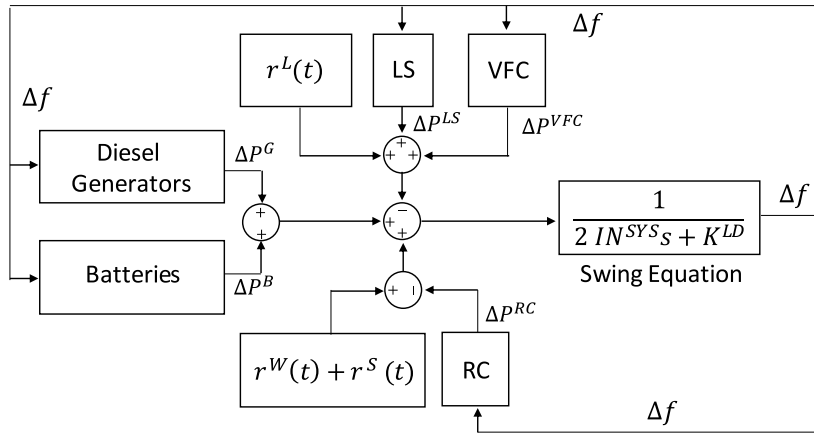 Δf
r^L(t)
LS
VFC
Δf
ΔP^LS
ΔP^VFC
Diesel
Generators
ΔP^G
+
+
+
+
+
−
+
+
1
2 IN^SYS s + K^LD
Δf
Batteries
ΔP^B
Swing Equation
+
−
ΔP^RC
r^W(t) + r^S (t)
RC
Δf